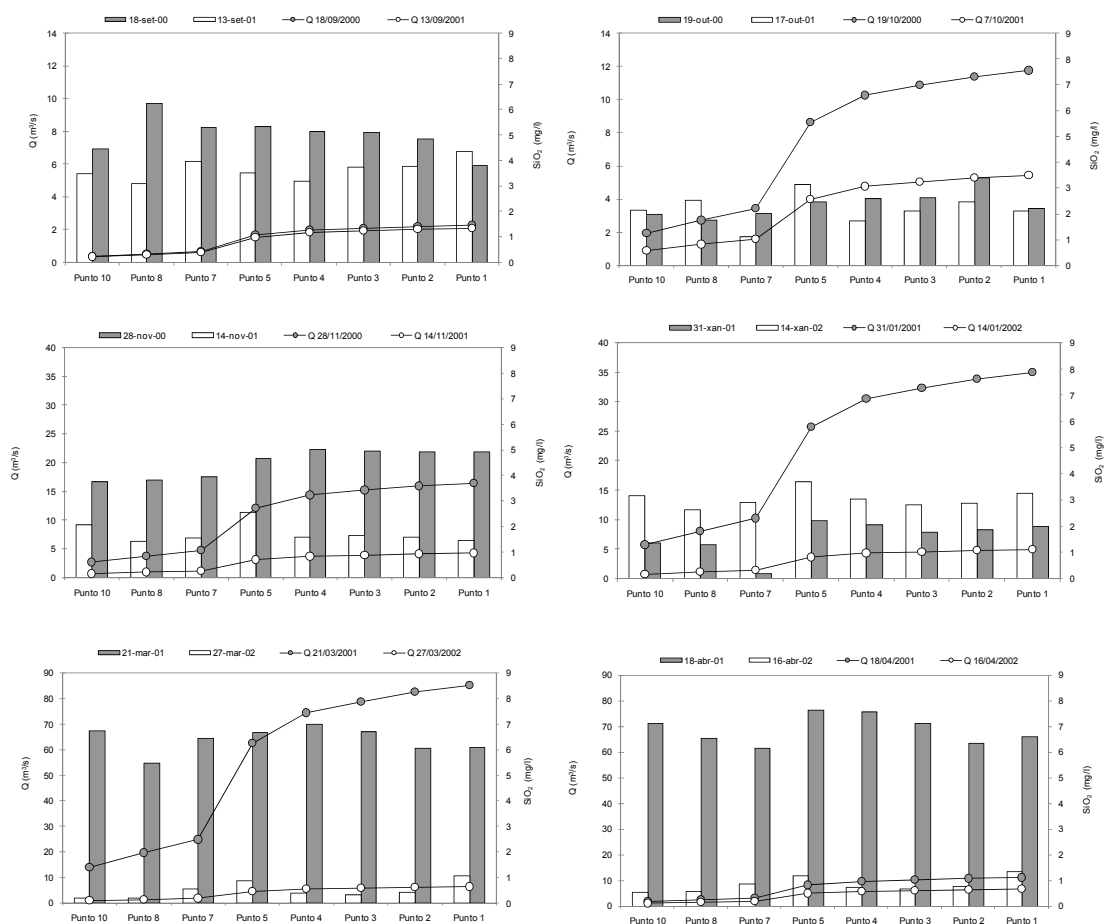 18-set-00 13-set-01 Q 18/09/2000 Q 13/09/2001
14 12 10 8 6 4 2 0
Q (m³/s)
9 8 7 6 5 4 3 2 1 0
SiO2 (mg/l)
Punto 10 Punto 8 Punto 7 Punto 5 Punto 4 Punto 3 Punto 2 Punto 1
19-out-00 17-out-01 Q 19/10/2000 Q 7/10/2001
14 12 10 8 6 4 2 0
Q (m³/s)
9 8 7 6 5 4 3 2 1 0
SiO2 (mg/l)
Punto 10 Punto 8 Punto 7 Punto 5 Punto 4 Punto 3 Punto 2 Punto 1
28-nov-00 14-nov-01 Q 28/11/2000 Q 14/11/2001
40 35 30 25 20 15 10 5 0
Q (m³/s)
9 8 7 6 5 4 3 2 1 0
SiO2 (mg/l)
Punto 10 Punto 8 Punto 7 Punto 5 Punto 4 Punto 3 Punto 2 Punto 1
31-xan-01 14-xan-02 Q 31/01/2001 Q 14/01/2002
40 35 30 25 20 15 10 5 0
Q (m³/s)
9 8 7 6 5 4 3 2 1 0
SiO2 (mg/l)
Punto 10 Punto 8 Punto 7 Punto 5 Punto 4 Punto 3 Punto 2 Punto 1
21-mar-01 27-mar-02 Q 21/03/2001 Q 27/03/2002
90 80 70 60 50 40 30 20 10 0
Q (m³/s)
9 8 7 6 5 4 3 2 1 0
SiO2 (mg/l)
Punto 10 Punto 8 Punto 7 Punto 5 Punto 4 Punto 3 Punto 2 Punto 1
18-abr-01 16-abr-02 Q 18/04/2001 Q 16/04/2002
90 80 70 60 50 40 30 20 10 0
Q (m³/s)
9 8 7 6 5 4 3 2 1 0
SiO2 (mg/l)
Punto 10 Punto 8 Punto 7 Punto 5 Punto 4 Punto 3 Punto 2 Punto 1